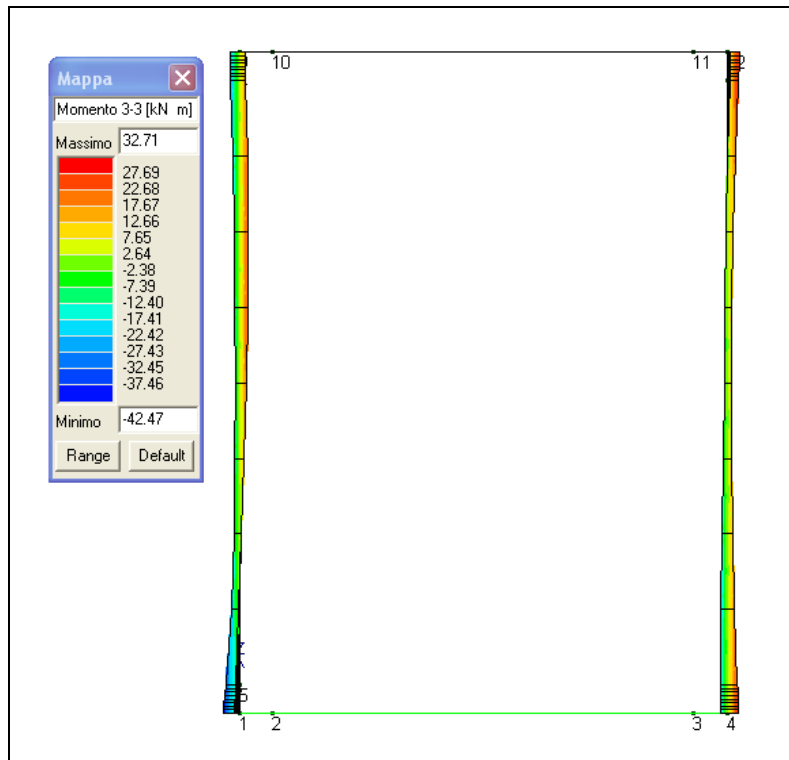 Mappa
Momento 3-3 [kN m]
Massimo 32.71
27.69
22.68
17.67
12.66
7.65
2.64
-2.38
-7.39
-12.40
-17.41
-22.42
-27.43
-32.45
-37.46
Minimo -42.47
Range Default
10 11
5
1 2 3 4